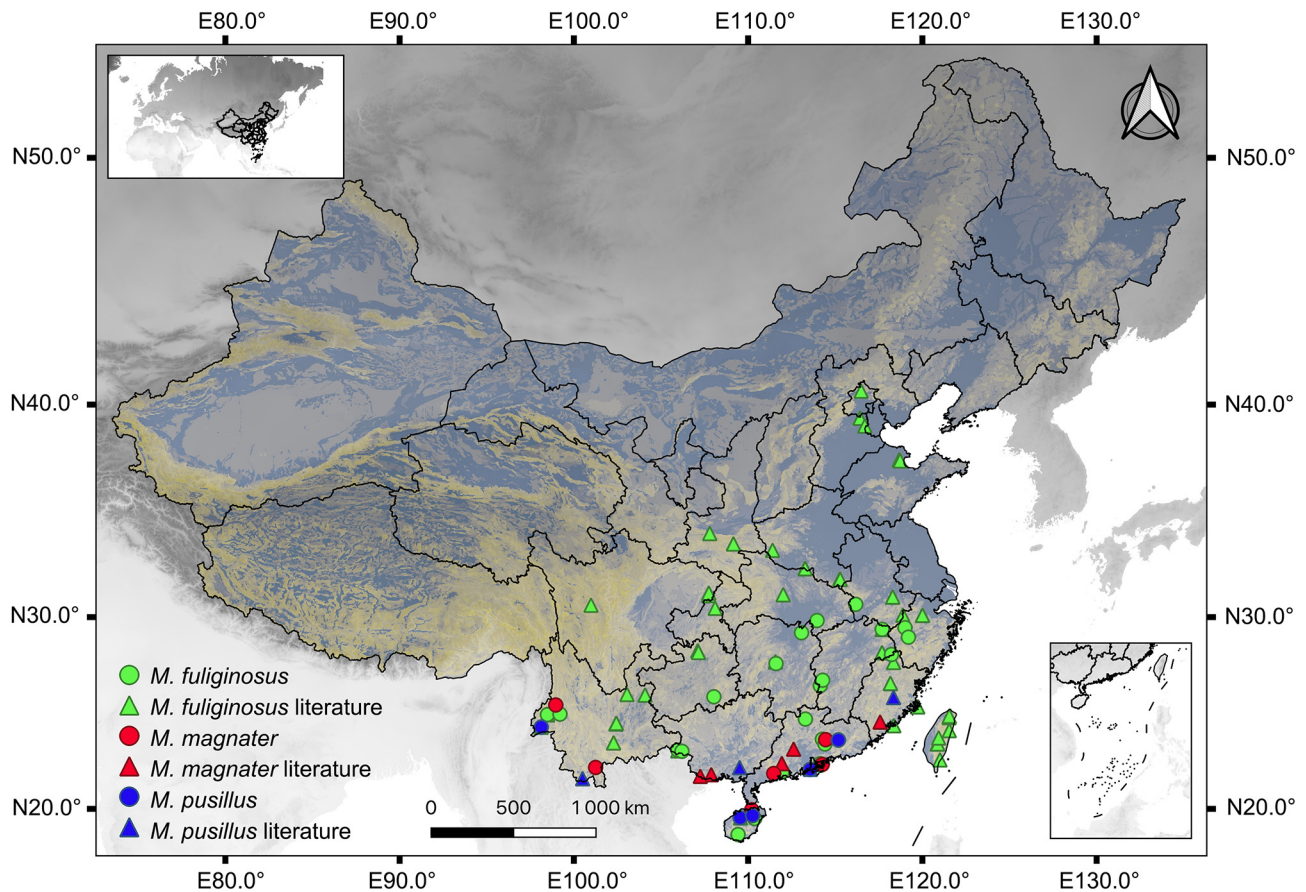 E80.0° E90.0° E100.0° E110.0° E120.0° E130.0°
N50.0° N50.0°
N40.0° N40.0°
N30.0° N30.0°
M. fuliginosus
M. fuliginosus literature
M. magnater
M. magnater literature
M. pusillus
M. pusillus literature
0 500 1000 km
N20.0° N20.0°
E80.0° E90.0° E100.0° E110.0° E120.0° E130.0°